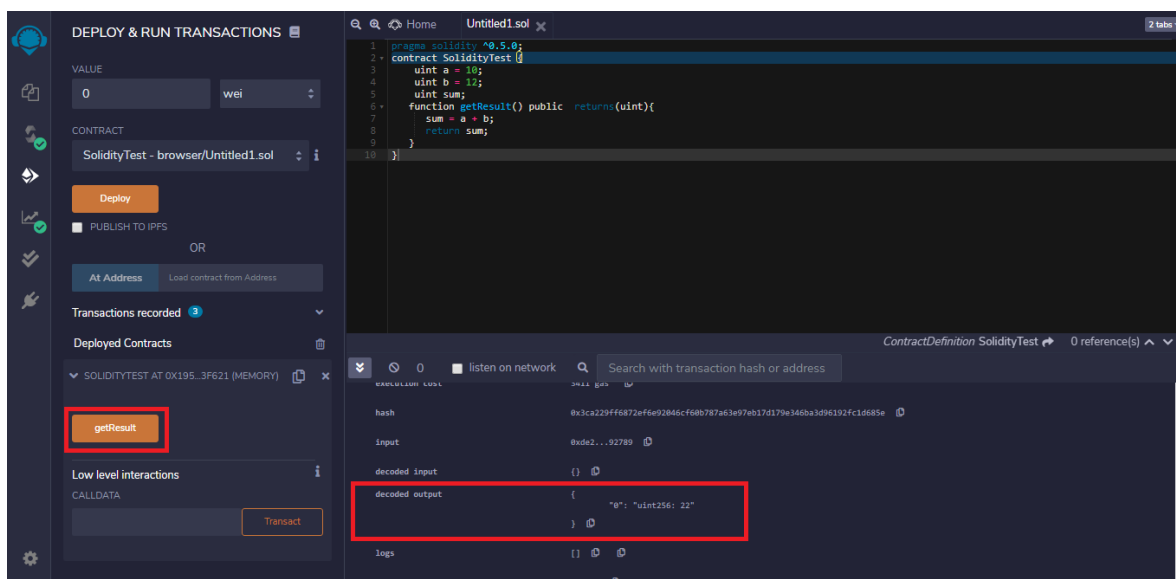 DEPLOY & RUN TRANSACTIONS
VALUE
0 wei
CONTRACT
SolidityTest - browser/Untitled1.sol
Deploy
PUBLISH TO IPFS
OR
At Address Load contract from Address
Transactions recorded 3
Deployed Contracts
SOLIDITYTEST AT 0X195...3F621 (MEMORY)
getResult
Low level interactions
CALLDATA
Transact
Home Untitled1.sol 2 tabs
1 pragma solidity ^0.5.0;
2 contract SolidityTest {
3 uint a = 10;
4 uint b = 12;
5 uint sum;
6 function getResult() public returns(uint){
7 sum = a + b;
8 return sum;
9 }
10 }
ContractDefinition SolidityTest 0 reference(s)
0 listen on network Search with transaction hash or address
execution cost 3411 gas
hash 0x3ca229ff6872ef6e92046cf60b787a63e97eb17d179e346ba3d96192fc1d685e
input 0xde2...92789
decoded input {}
decoded output {
"0": "uint256: 22"
}
logs []